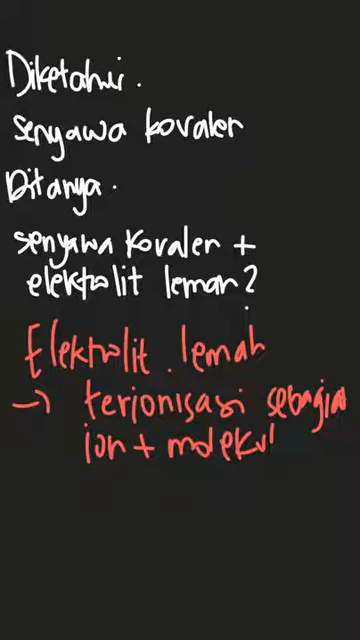 Diketahui.
senyawa kovalen
Ditanya.
senyawa kovalen +
elektrolit lemah?
Elektrolit lemah
→ terionisasi sebagian
ion + molekul